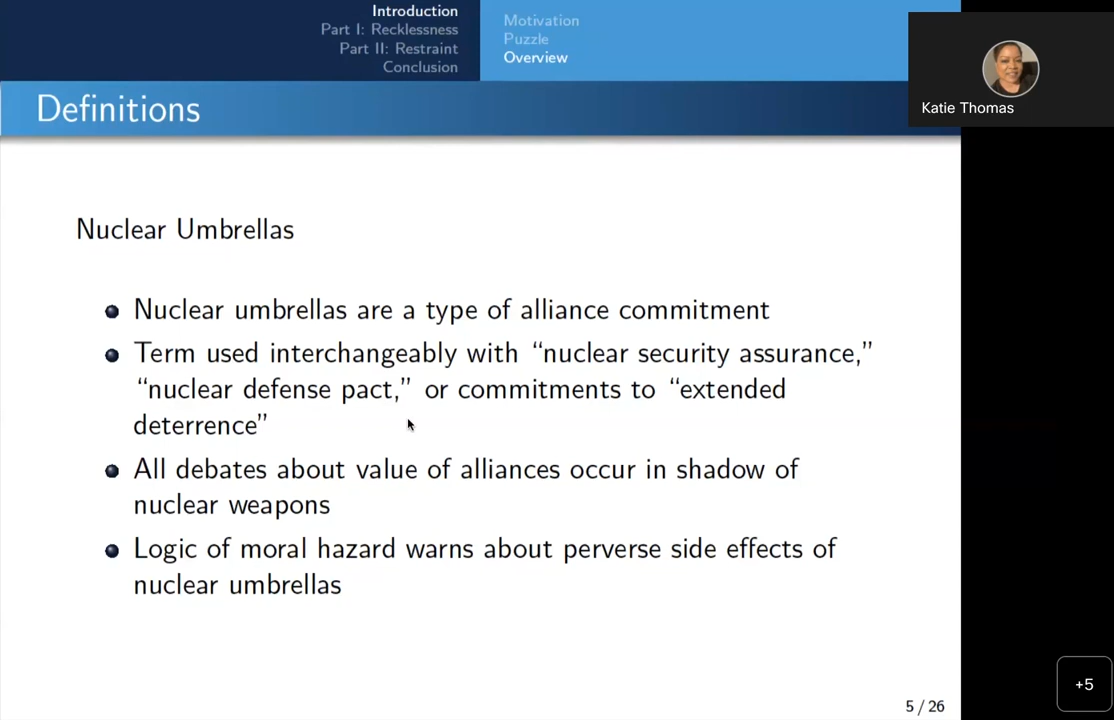 Introduction
Part I: Recklessness
Part II: Restraint
Conclusion
Motivation
Puzzle
Overview
Katie Thomas
Definitions
Nuclear Umbrellas
Nuclear umbrellas are a type of alliance commitment
Term used interchangeably with “nuclear security assurance,”
“nuclear defense pact,” or commitments to “extended
deterrence”
All debates about value of alliances occur in shadow of
nuclear weapons
Logic of moral hazard warns about perverse side effects of
nuclear umbrellas
+5
5 / 26